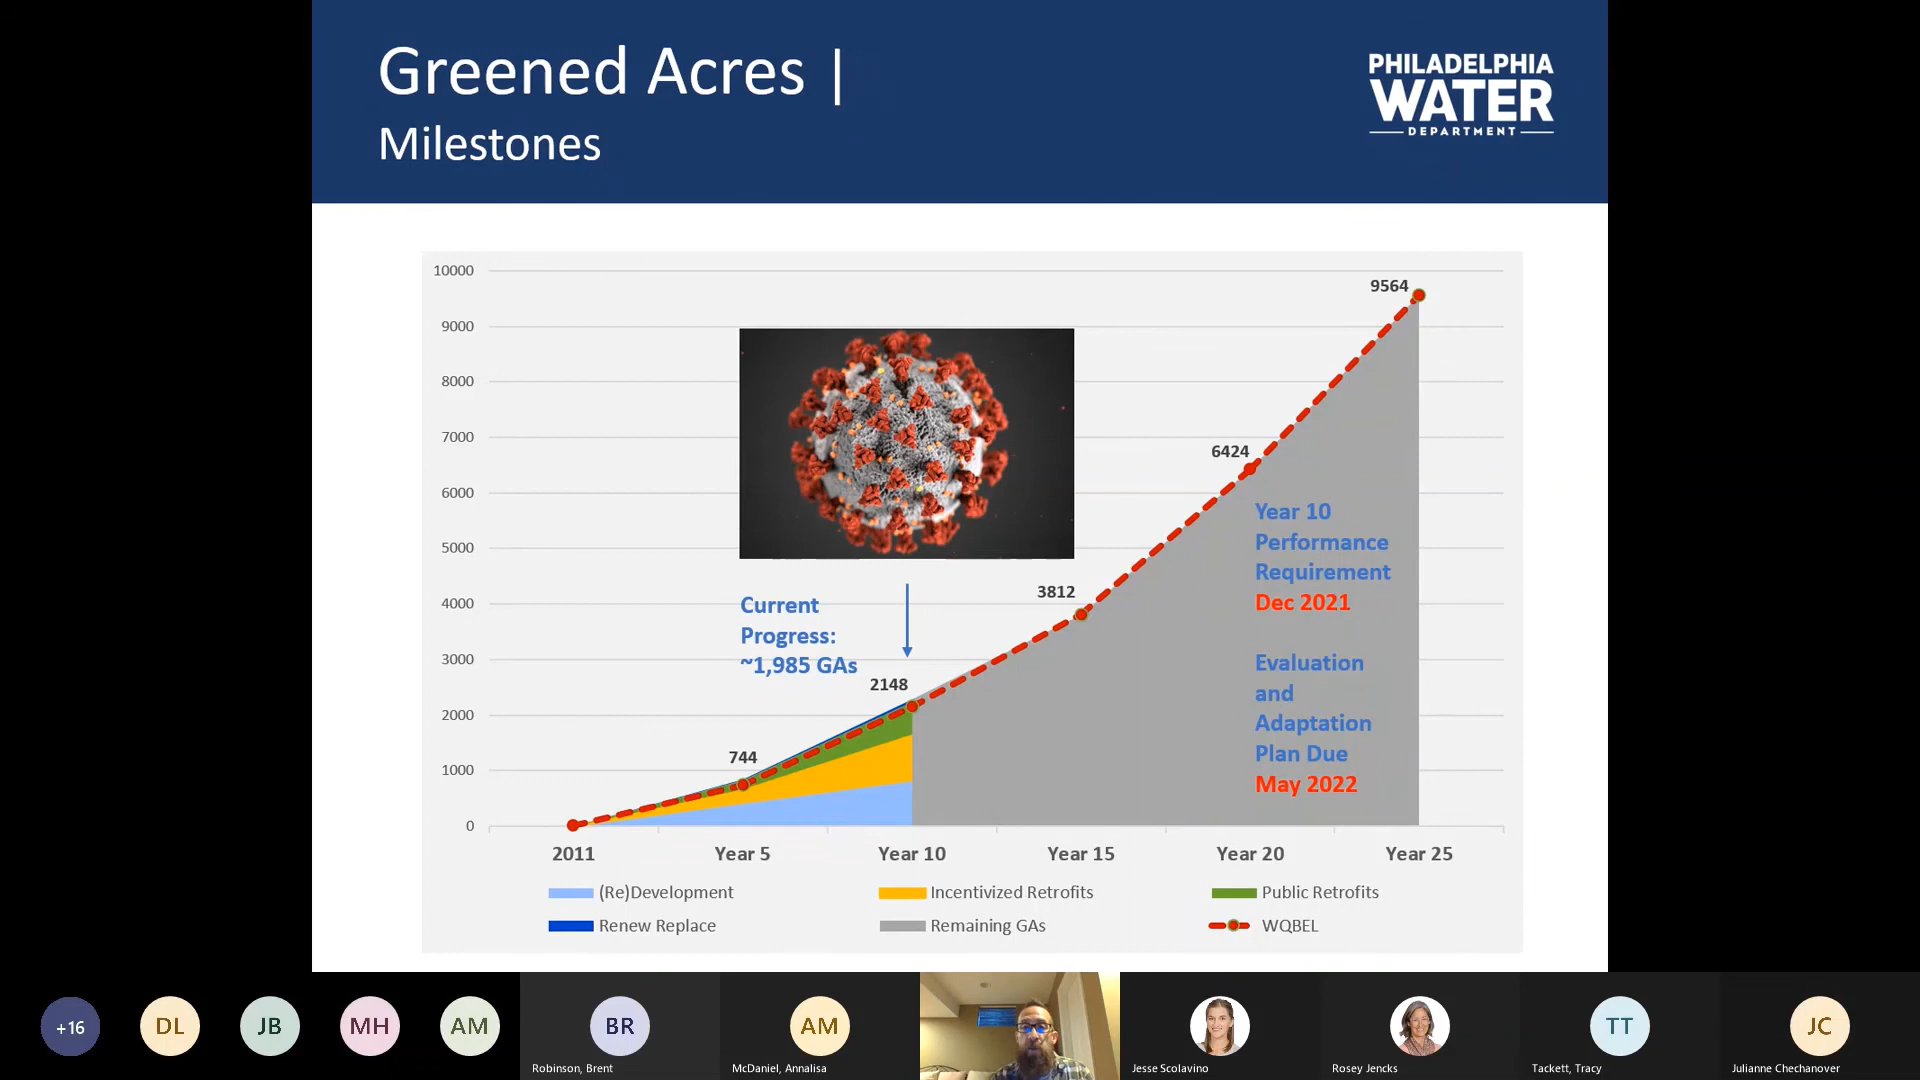 Greened Acres |
Milestones
PHILADELPHIA
WATER
DEPARTMENT
10000
9000
8000
7000
6000
5000
4000
3000
2000
1000
0
9564
6424
3812
2148
744
Current
Progress:
~1,985 GAs
Year 10
Performance
Requirement
Dec 2021
Evaluation
and
Adaptation
Plan Due
May 2022
2011 Year 5 Year 10 Year 15 Year 20 Year 25
(Re)Development Incentivized Retrofits Public Retrofits
Renew Replace Remaining GAs WQBEL
+16 DL JB MH AM BR AM TT JC
Robinson, Brent McDaniel, Annalisa Jesse Scolavino Rosey Jencks Tackett, Tracy Julianne Chechanover